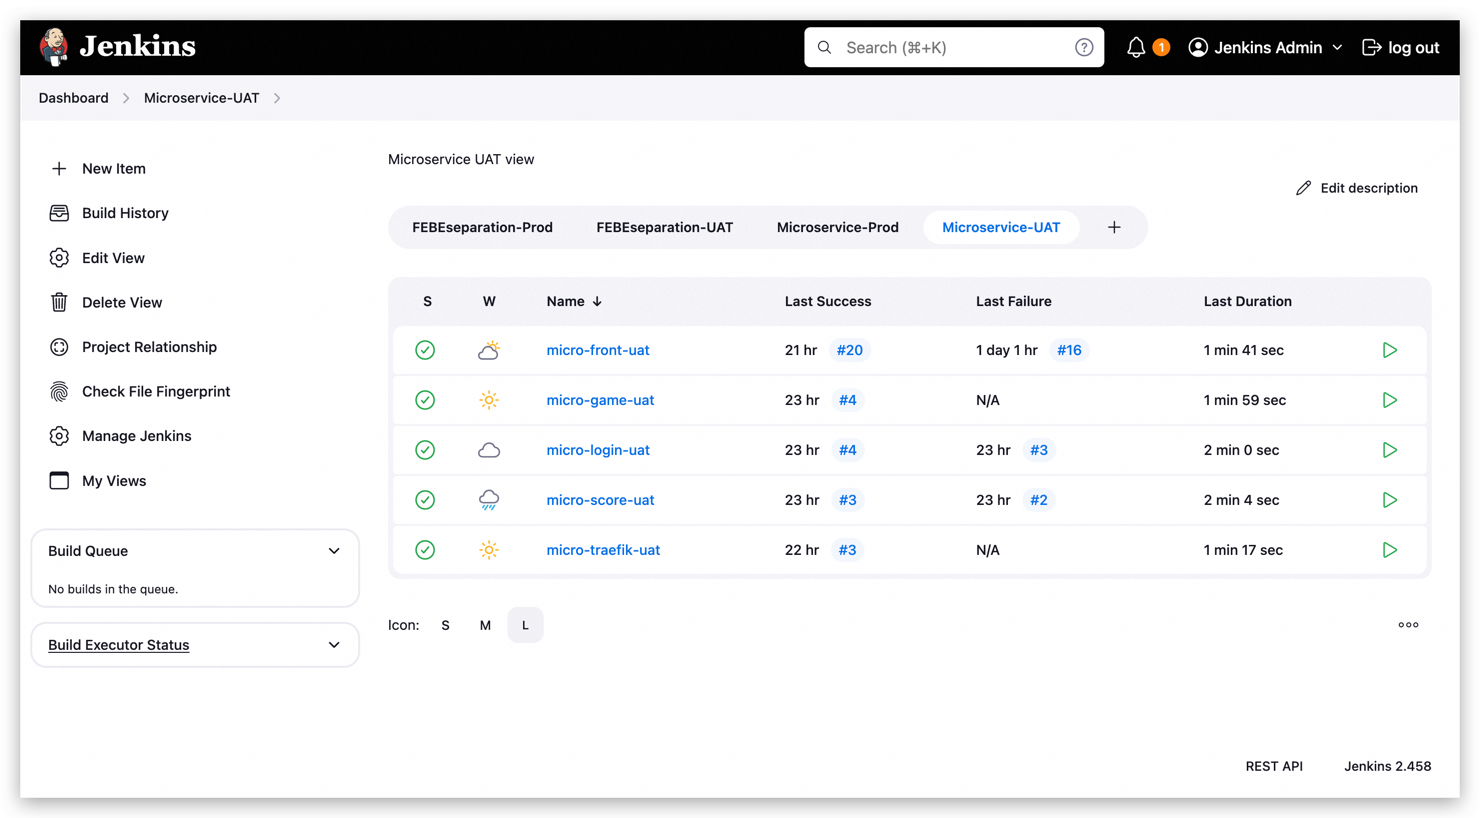 Jenkins
Search (⌘+K) ?
1
Jenkins Admin
log out
Dashboard
Microservice-UAT
New Item
Build History
Edit View
Delete View
Project Relationship
Check File Fingerprint
Manage Jenkins
My Views
Build Queue
No builds in the queue.
Build Executor Status
Microservice UAT view
Edit description
FEBEseparation-Prod FEBEseparation-UAT Microservice-Prod Microservice-UAT +
S W Name ↓ Last Success Last Failure Last Duration
micro-front-uat 21 hr #20 1 day 1 hr #16 1 min 41 sec
micro-game-uat 23 hr #4 N/A 1 min 59 sec
micro-login-uat 23 hr #4 23 hr #3 2 min 0 sec
micro-score-uat 23 hr #3 23 hr #2 2 min 4 sec
micro-traefik-uat 22 hr #3 N/A 1 min 17 sec
Icon: S M L
REST API Jenkins 2.458